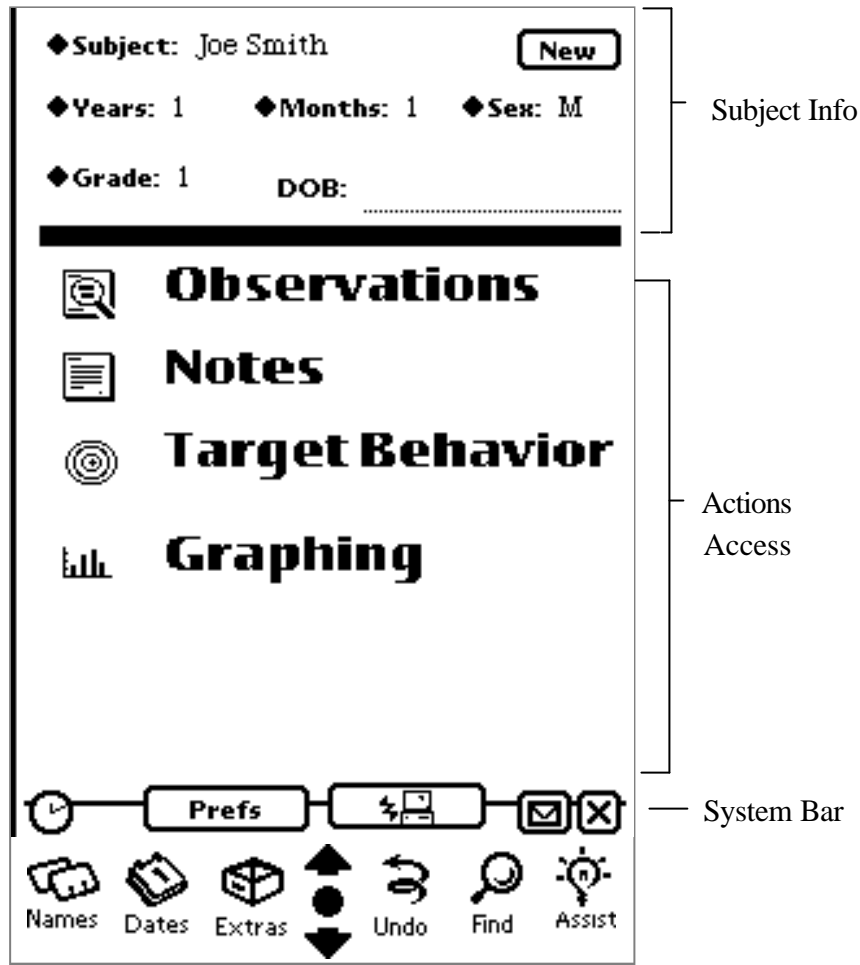 ◆Subject: Joe Smith New
◆Years: 1 ◆Months: 1 ◆Sex: M
Subject Info
◆Grade: 1 DOB:
Observations
Notes
Target Behavior
Actions
Access
Graphing
Prefs
System Bar
Names Dates Extras Undo Find Assist